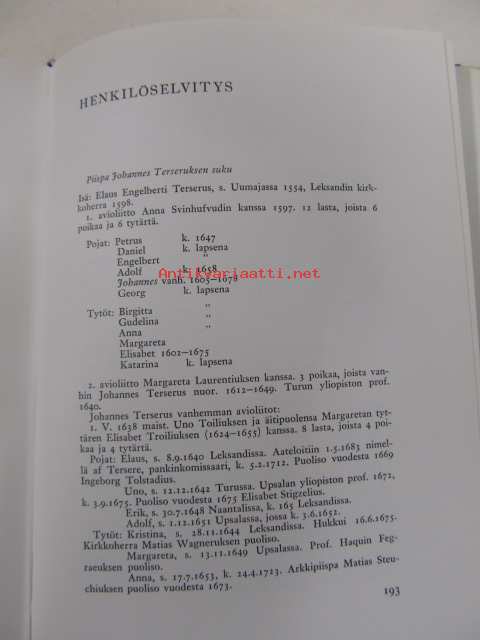 HENKILÖSELVITYS
Piispa Johannes Terseruksen suku
Isä: Elaus Engelberti Terserus, s. Uumajassa 1554, Leksandin kirk-
koherra 1598.
1. avioliitto Anna Svinhufvudin kanssa 1597. 12 lasta, joista 6
poikaa ja 6 tytärtä.
Pojat: Petrus k. 1647
Daniel k. lapsena
Engelbert „
Adolf k. 1658
Johannes vanh. 1605—1678
Georg k. lapsena
Antikvariaatti.net
Tytöt: Birgitta „
Gudelina „
Anna „
Margareta
Elisabet 1602—1675
Katarina k. lapsena
2. avioliitto Margareta Laurentiuksen kanssa. 3 poikaa, joista van-
hin Johannes Terserus nuor. 1612—1649. Turun yliopiston prof.
1640.
Johannes Terserus vanhemman avioliitot:
1. V. 1638 maist. Uno Toiliuksen ja äitipuolensa Margaretan tyt-
tären Elisabet Troiliuksen (1624—1655) kanssa. 8 lasta, joista 4 poi-
kaa ja 4 tytärtä.
Pojat: Elaus, s. 8.9.1640 Leksandissa. Aateloitiin 1.5.1683 nimel-
lä af Tersere, pankinkomissaari, k. 5.2.1712. Puoliso vuodesta 1669
Ingeborg Tolstadius.
Uno, s. 12.12.1642 Turussa. Upsalan yliopiston prof. 1672,
k. 3.9.1675. Puoliso vuodesta 1675 Elisabet Stigzelius.
Erik, s. 30.7.1648 Naantalissa, k. 165 Leksandissa.
Adolf, s. 1.12.1651 Upsalassa, jossa k. 3.6.1652.
Tytöt: Kristina, s. 28.11.1644 Leksandissa. Hukkui 16.6.1675.
Kirkkoherra Matias Wagneruksen puoliso.
Margareta, s. 13.11.1649 Upsalassa. Prof. Haquin Feg-
raeuksen puoliso.
Anna, s. 17.7.1653, k. 24.4.1723. Arkkipiispa Matias Steu-
chiuksen puoliso vuodesta 1673.
193